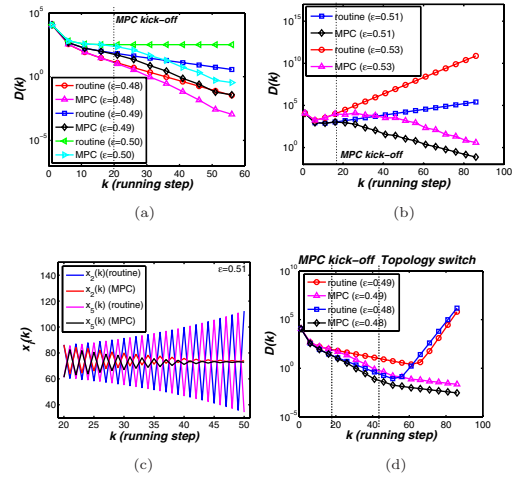 MPC kick-off
D(k)
10^5
10^0
10^-5
routine (ε=0.48)
MPC (ε=0.48)
routine (ε=0.49)
MPC (ε=0.49)
routine (ε=0.50)
MPC (ε=0.50)
0 10 20 30 40 50 60
k (running step)
(a)
D(k)
10^15
10^10
10^5
10^0
routine (ε=0.51)
MPC (ε=0.51)
routine (ε=0.53)
MPC (ε=0.53)
MPC kick-off
0 20 40 60 80 100
k (running step)
(b)
x_i(k)
140
120
100
80
60
40
x_2(k)(routine)
x_2(k) (MPC)
x_5(k) (routine)
x_5(k) (MPC)
ε=0.51
20 25 30 35 40 45 50
k (running step)
(c)
MPC kick-off Topology switch
D(k)
10^10
10^5
10^0
10^-5
routine (ε=0.49)
MPC (ε=0.49)
routine (ε=0.48)
MPC (ε=0.48)
0 20 40 60 80 100
k (running step)
(d)